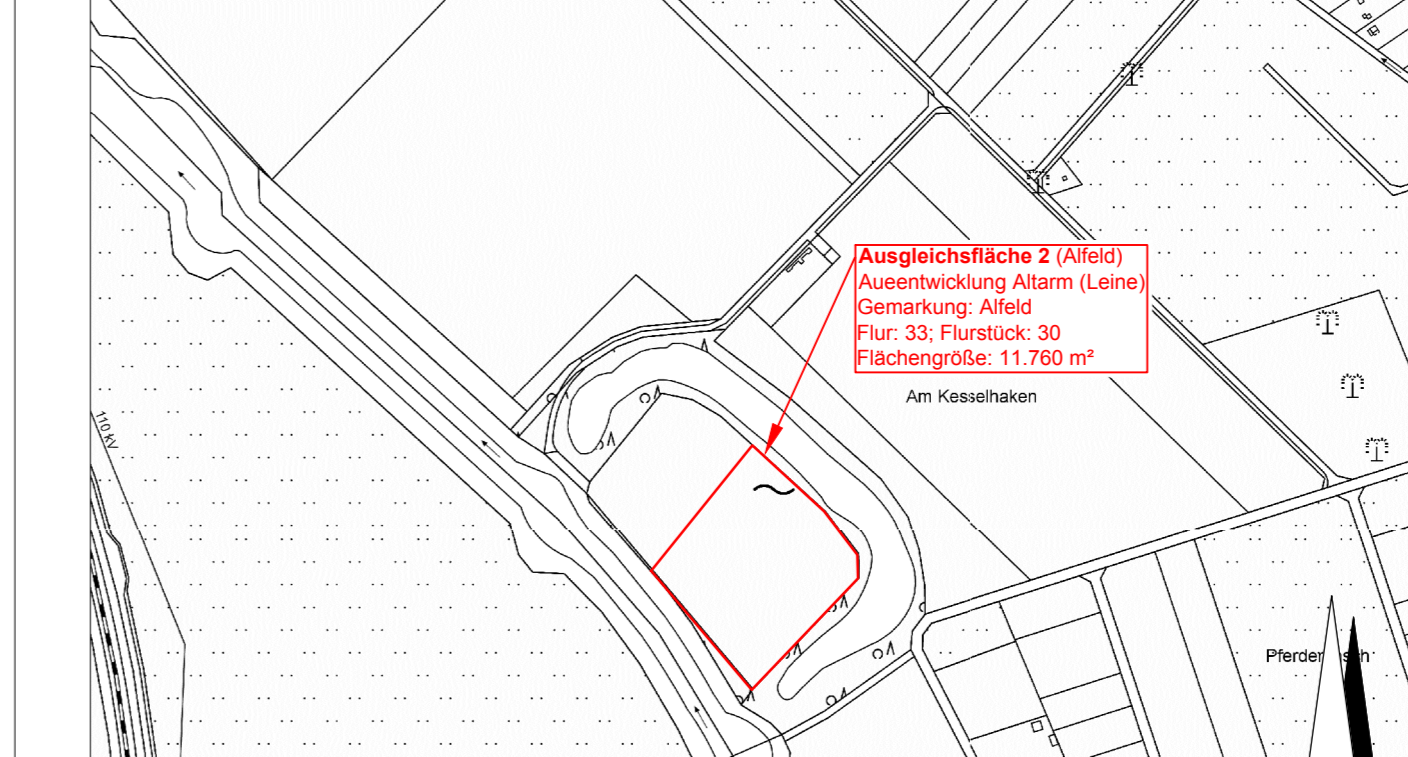 Ausgleichsfläche 2 (Alfeld)
Aueentwicklung Altarm (Leine)
Gemarkung: Alfeld
Flur: 33; Flurstück: 30
Flächengröße: 11.760 m²
Am Kesselhaken
110 KV